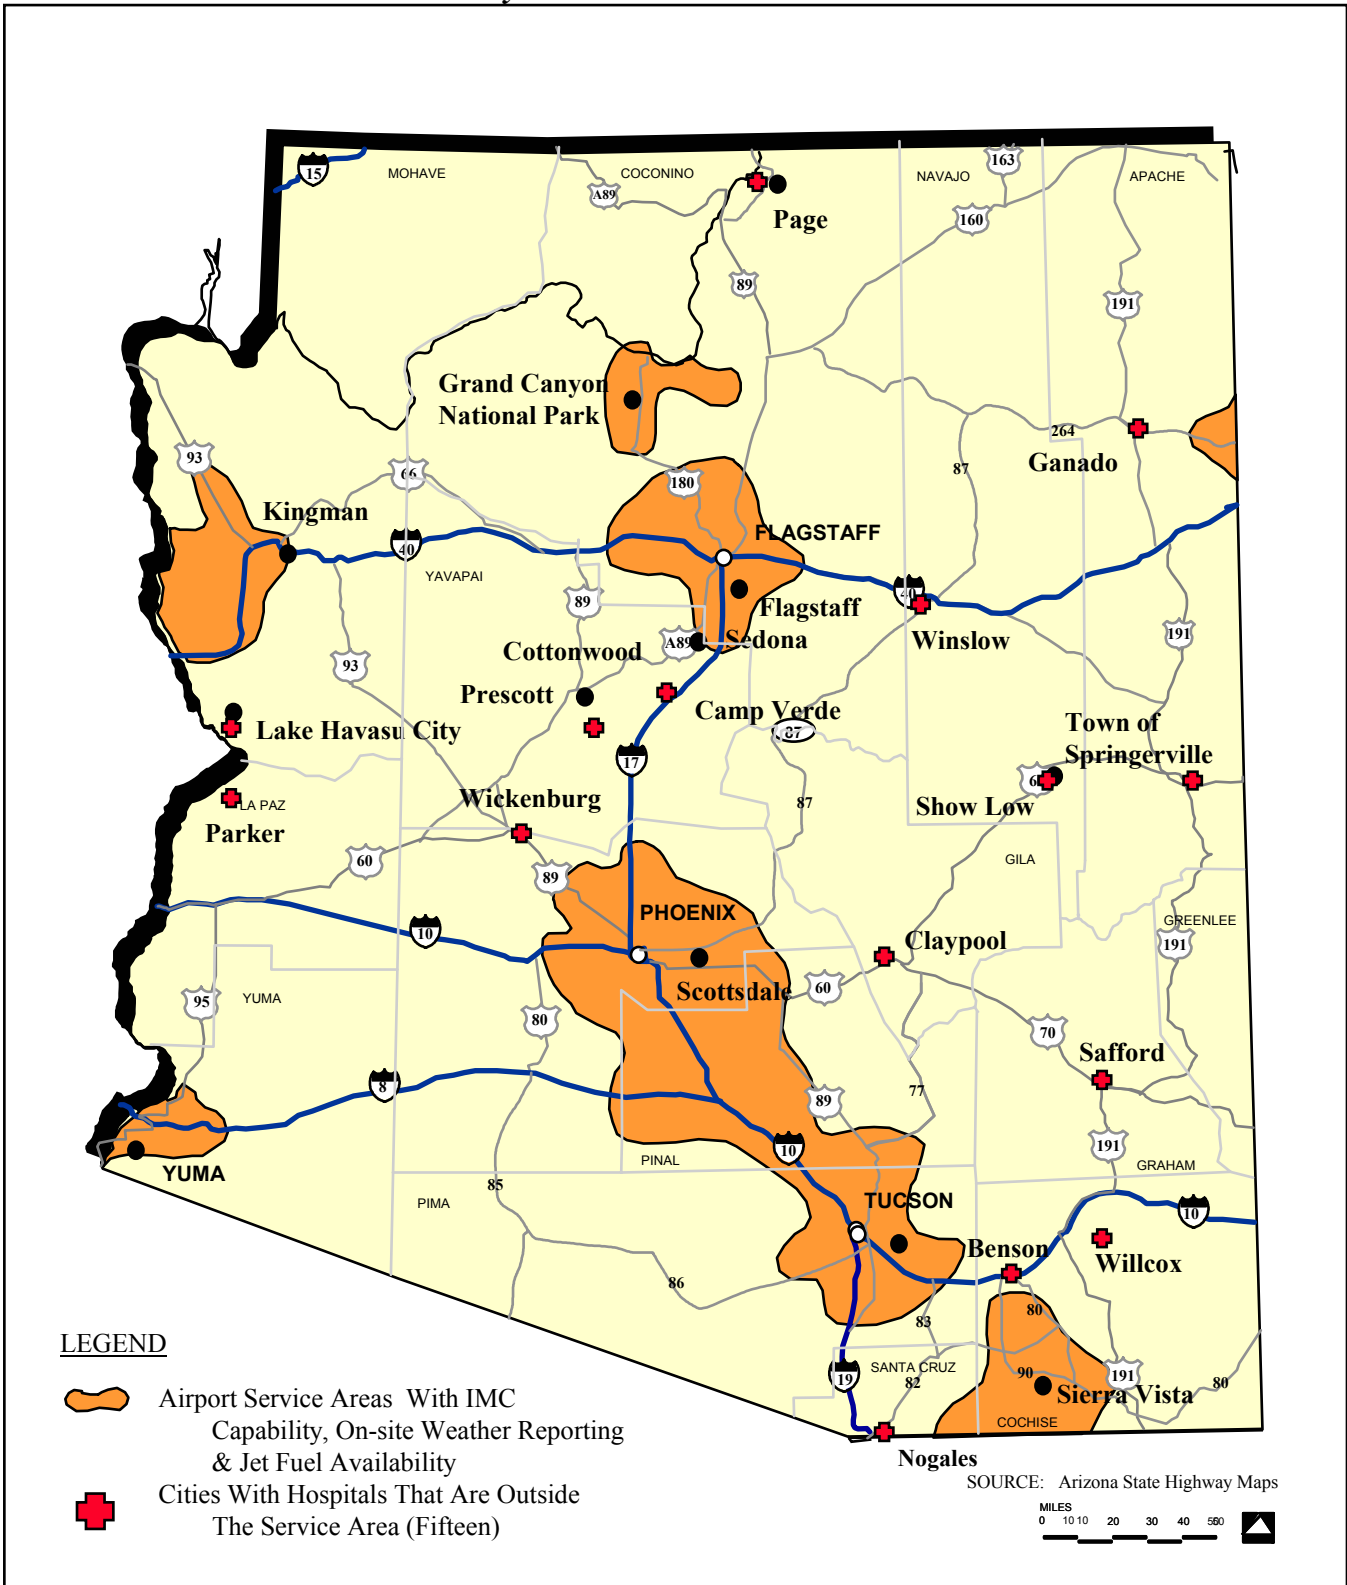 15
MOHAVE
COCONINO
A89
Page
163
NAVAJO
APACHE
160
89
191
Grand Canyon
National Park
93
66
180
264
87
Ganado
Kingman
40
FLAGSTAFF
YAVAPAI
40
89
Flagstaff
Winslow
Cottonwood
A89
Sedona
191
93
Prescott
Camp Verde
87
Lake Havasu City
17
Town of
Springerville
Show Low
LA PAZ
Parker
Wickenburg
87
60
89
GILA
PHOENIX
GREENLEE
10
Claypool
191
Scottsdale
60
95
YUMA
80
70
Safford
8
89
77
10
191
PINAL
GRAHAM
YUMA
85
PIMA
TUCSON
10
Benson
Willcox
86
80
83
LEGEND
19
SANTA CRUZ
82
90
Sierra Vista
191
80
COCHISE
Nogales
Airport Service Areas With IMC
Capability, On-site Weather Reporting
& Jet Fuel Availability
Cities With Hospitals That Are Outside
The Service Area (Fifteen)
SOURCE: Arizona State Highway Maps
MILES
0 10 10 20 30 40